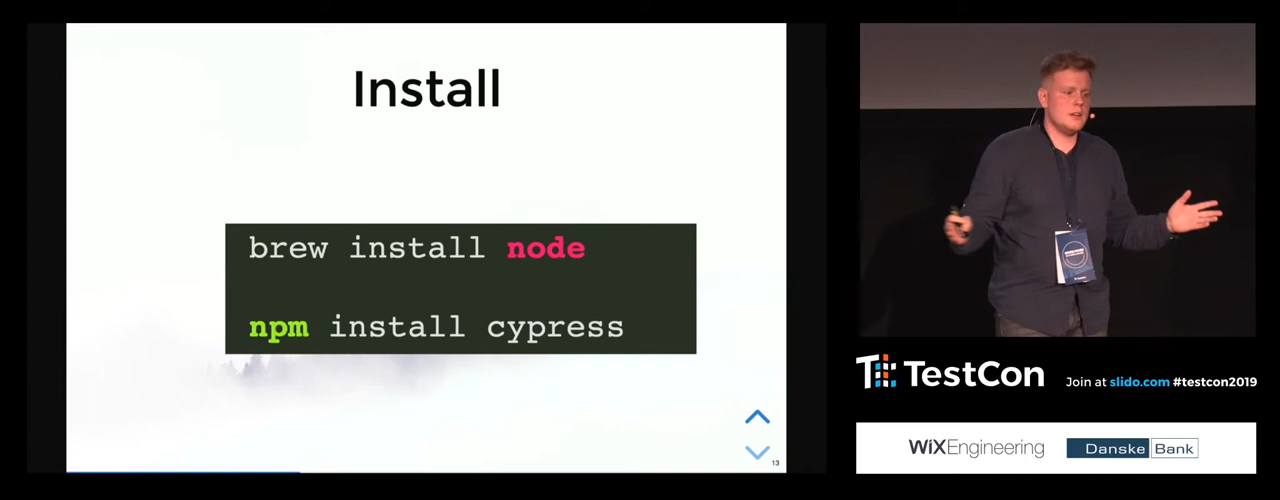 Install
brew install node
npm install cypress
13
TestCon
Join at slido.com #testcon2019
WiXEngineering
Danske Bank